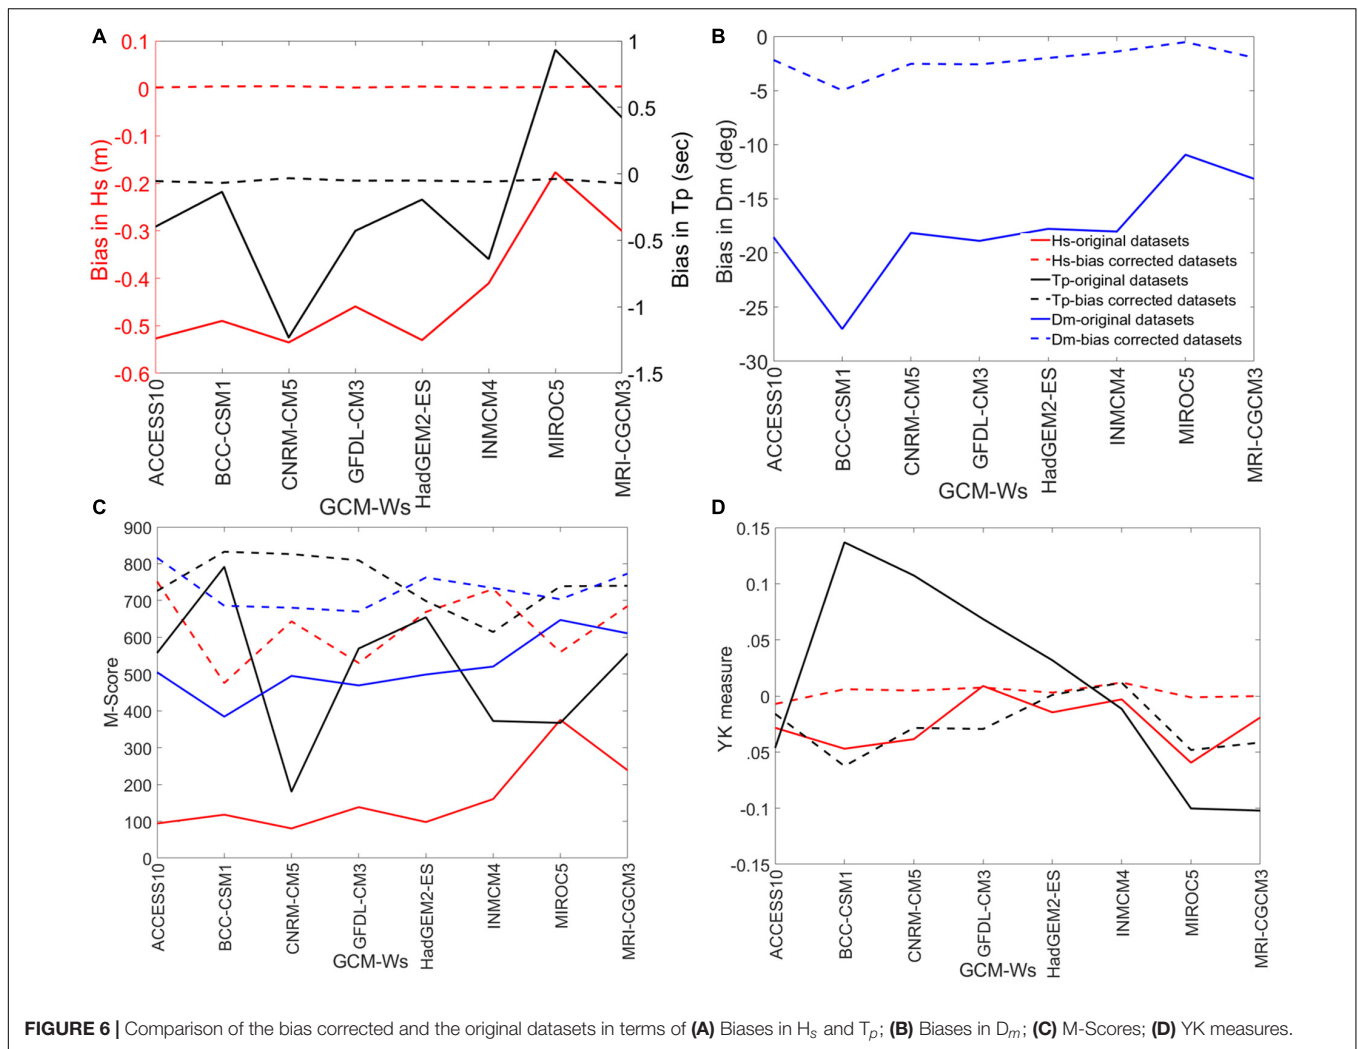 A
0.1
0
-0.1
-0.2
-0.3
-0.4
-0.5
-0.6
Bias in Hs (m)
1
0.5
0
-0.5
-1
-1.5
Bias in Tp (sec)
ACCESS10
BCC-CSM1
CNRM-CM5
GFDL-CM3
HadGEM2-ES
INMCM4
MIROC5
MRI-CGCM3
GCM-Ws
B
0
-5
-10
-15
-20
-25
-30
Bias in Dm (deg)
Hs-original datasets
Hs-bias corrected datasets
Tp-original datasets
Tp-bias corrected datasets
Dm-original datasets
Dm-bias corrected datasets
ACCESS10
BCC-CSM1
CNRM-CM5
GFDL-CM3
HadGEM2-ES
INMCM4
MIROC5
MRI-CGCM3
GCM-Ws
C
900
800
700
600
500
400
300
200
100
0
M-Score
ACCESS10
BCC-CSM1
CNRM-CM5
GFDL-CM3
HadGEM2-ES
INMCM4
MIROC5
MRI-CGCM3
GCM-Ws
D
0.15
0.1
.05
0
.05
-0.1
-0.15
YK measure
ACCESS10
BCC-CSM1
CNRM-CM5
GFDL-CM3
HadGEM2-ES
INMCM4
MIROC5
MRI-CGCM3
GCM-Ws
FIGURE 6 | Comparison of the bias corrected and the original datasets in terms of (A) Biases in Hs and Tp; (B) Biases in Dm; (C) M-Scores; (D) YK measures.